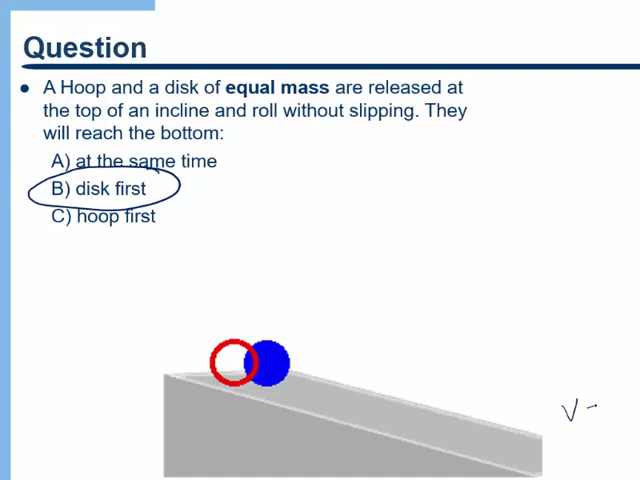 Question
● A Hoop and a disk of equal mass are released at
the top of an incline and roll without slipping. They
will reach the bottom:
A) at the same time
B) disk first
C) hoop first
V